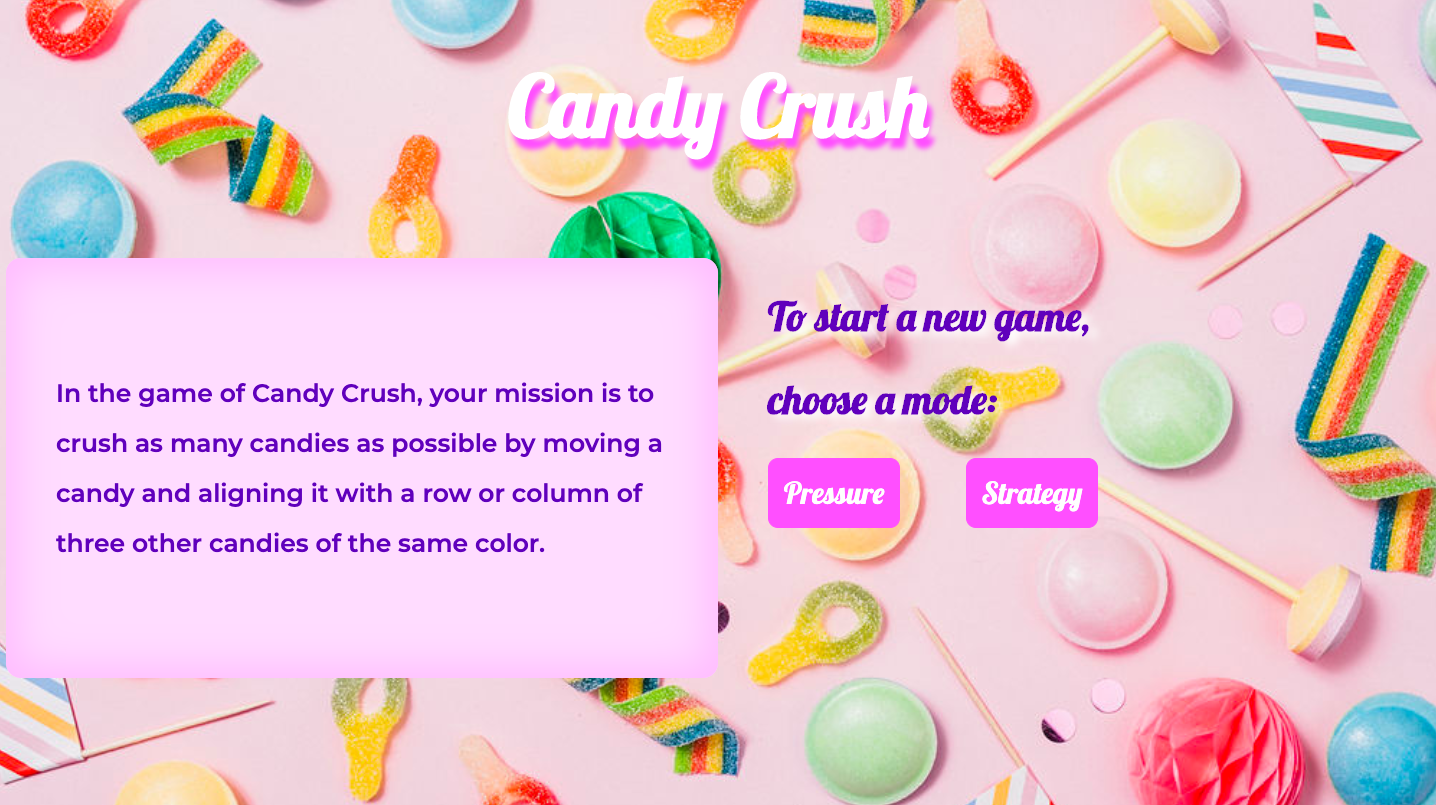 Candy Crush
In the game of Candy Crush, your mission is to
crush as many candies as possible by moving a
candy and aligning it with a row or column of
three other candies of the same color.
To start a new game,
choose a mode:
Pressure
Strategy